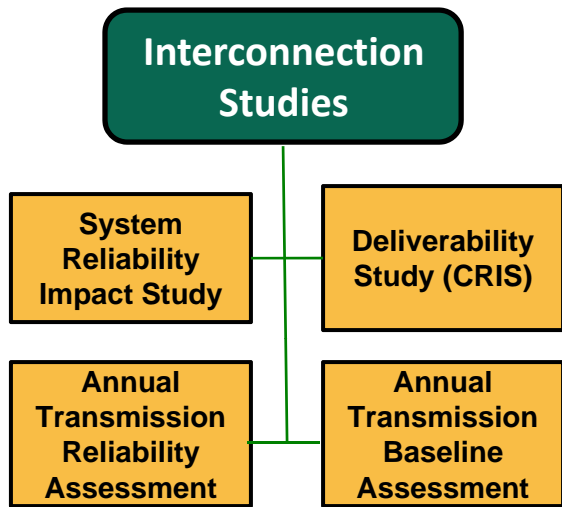 Interconnection
Studies
System
Reliability
Impact Study
Deliverability
Study (CRIS)
Annual
Transmission
Reliability
Assessment
Annual
Transmission
Baseline
Assessment